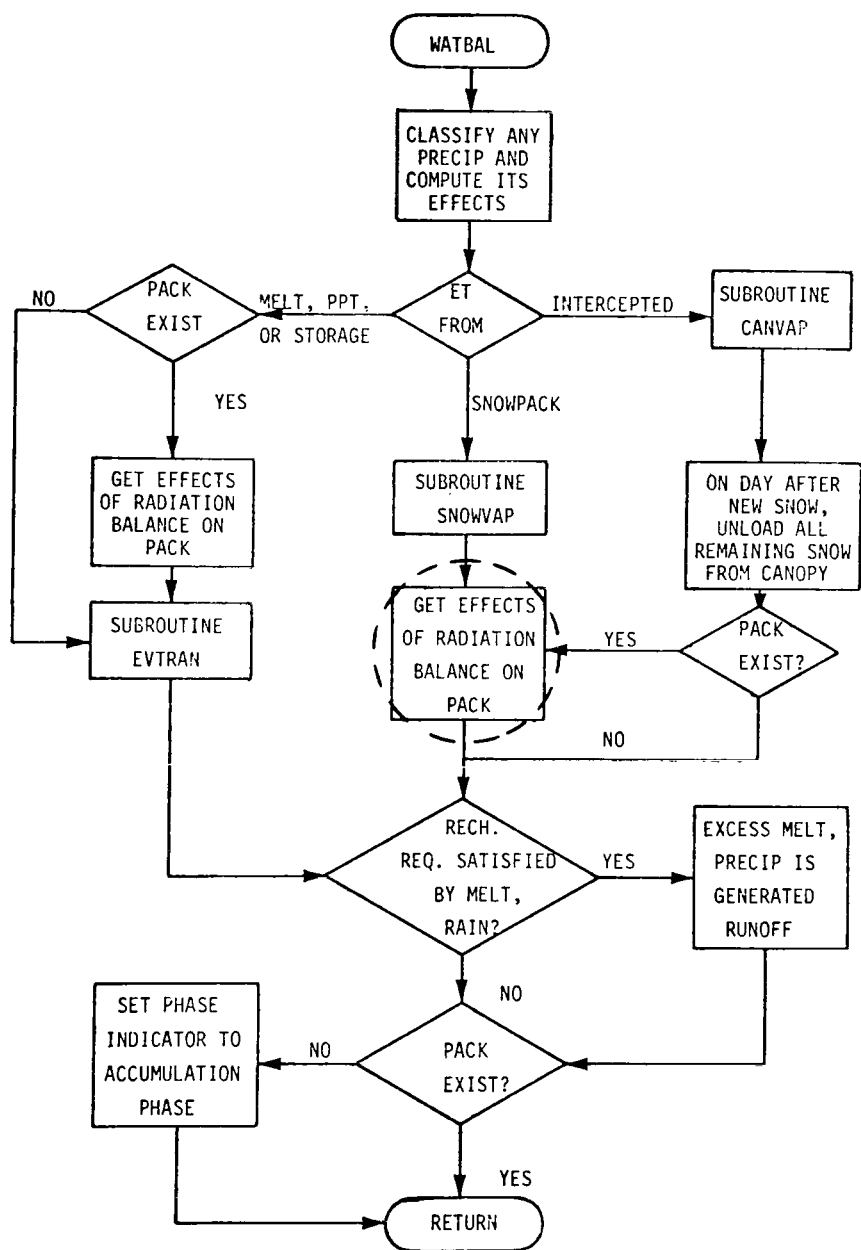 WATBAL
CLASSIFY ANY
PRECIP AND
COMPUTE ITS
EFFECTS
NO
PACK
EXIST
MELT, PPT.
OR STORAGE
ET
FROM
INTERCEPTED
SUBROUTINE
CANVAP
YES
SNOWPACK
GET EFFECTS
OF RADIATION
BALANCE ON
PACK
SUBROUTINE
SNOWVAP
ON DAY AFTER
NEW SNOW,
UNLOAD ALL
REMAINING SNOW
FROM CANOPY
SUBROUTINE
EVTRAN
GET EFFECTS
OF RADIATION
BALANCE ON
PACK
YES
PACK
EXIST?
NO
RECH.
REQ. SATISFIED
BY MELT,
RAIN?
YES
EXCESS MELT,
PRECIP IS
GENERATED
RUNOFF
NO
SET PHASE
INDICATOR TO
ACCUMULATION
PHASE
NO
PACK
EXIST?
YES
RETURN